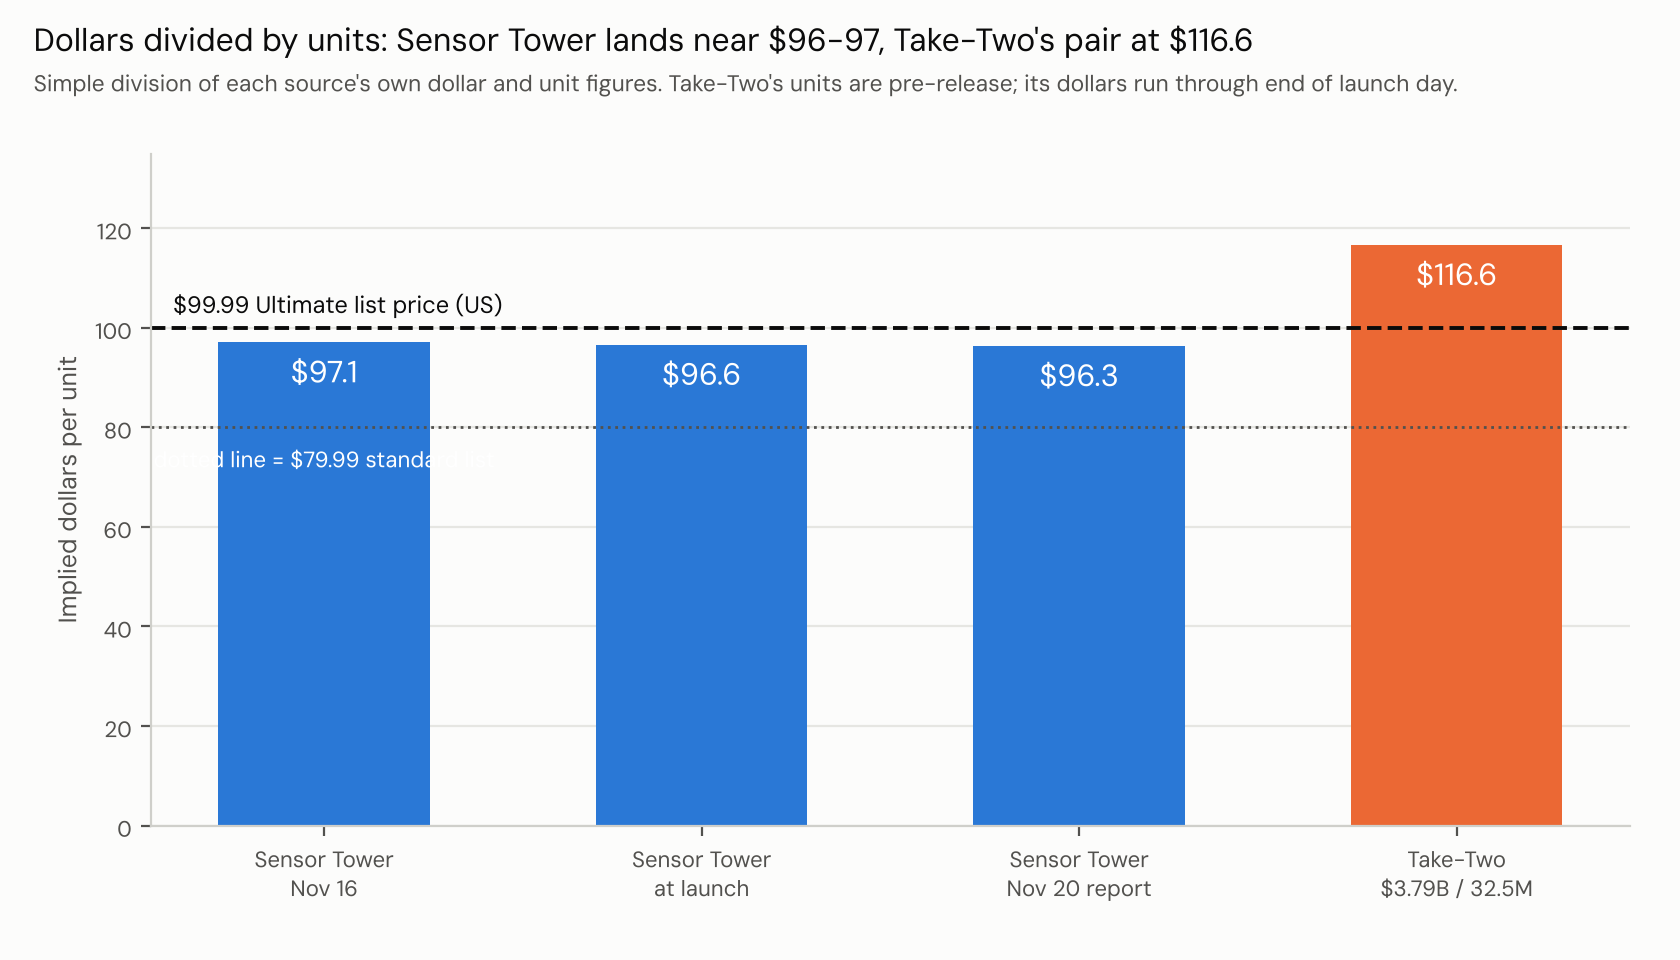 Dollars divided by units: Sensor Tower lands near $96-97, Take-Two's pair at $116.6
Simple division of each source's own dollar and unit figures. Take-Two's units are pre-release; its dollars run through end of launch day.
Implied dollars per unit
120
100
80
60
40
20
0
$99.99 Ultimate list price (US)
$97.1
$96.6
$96.3
$116.6
line = $79.99 standard
Sensor Tower
Nov 16
Sensor Tower
at launch
Sensor Tower
Nov 20 report
Take-Two
$3.79B / 32.5M